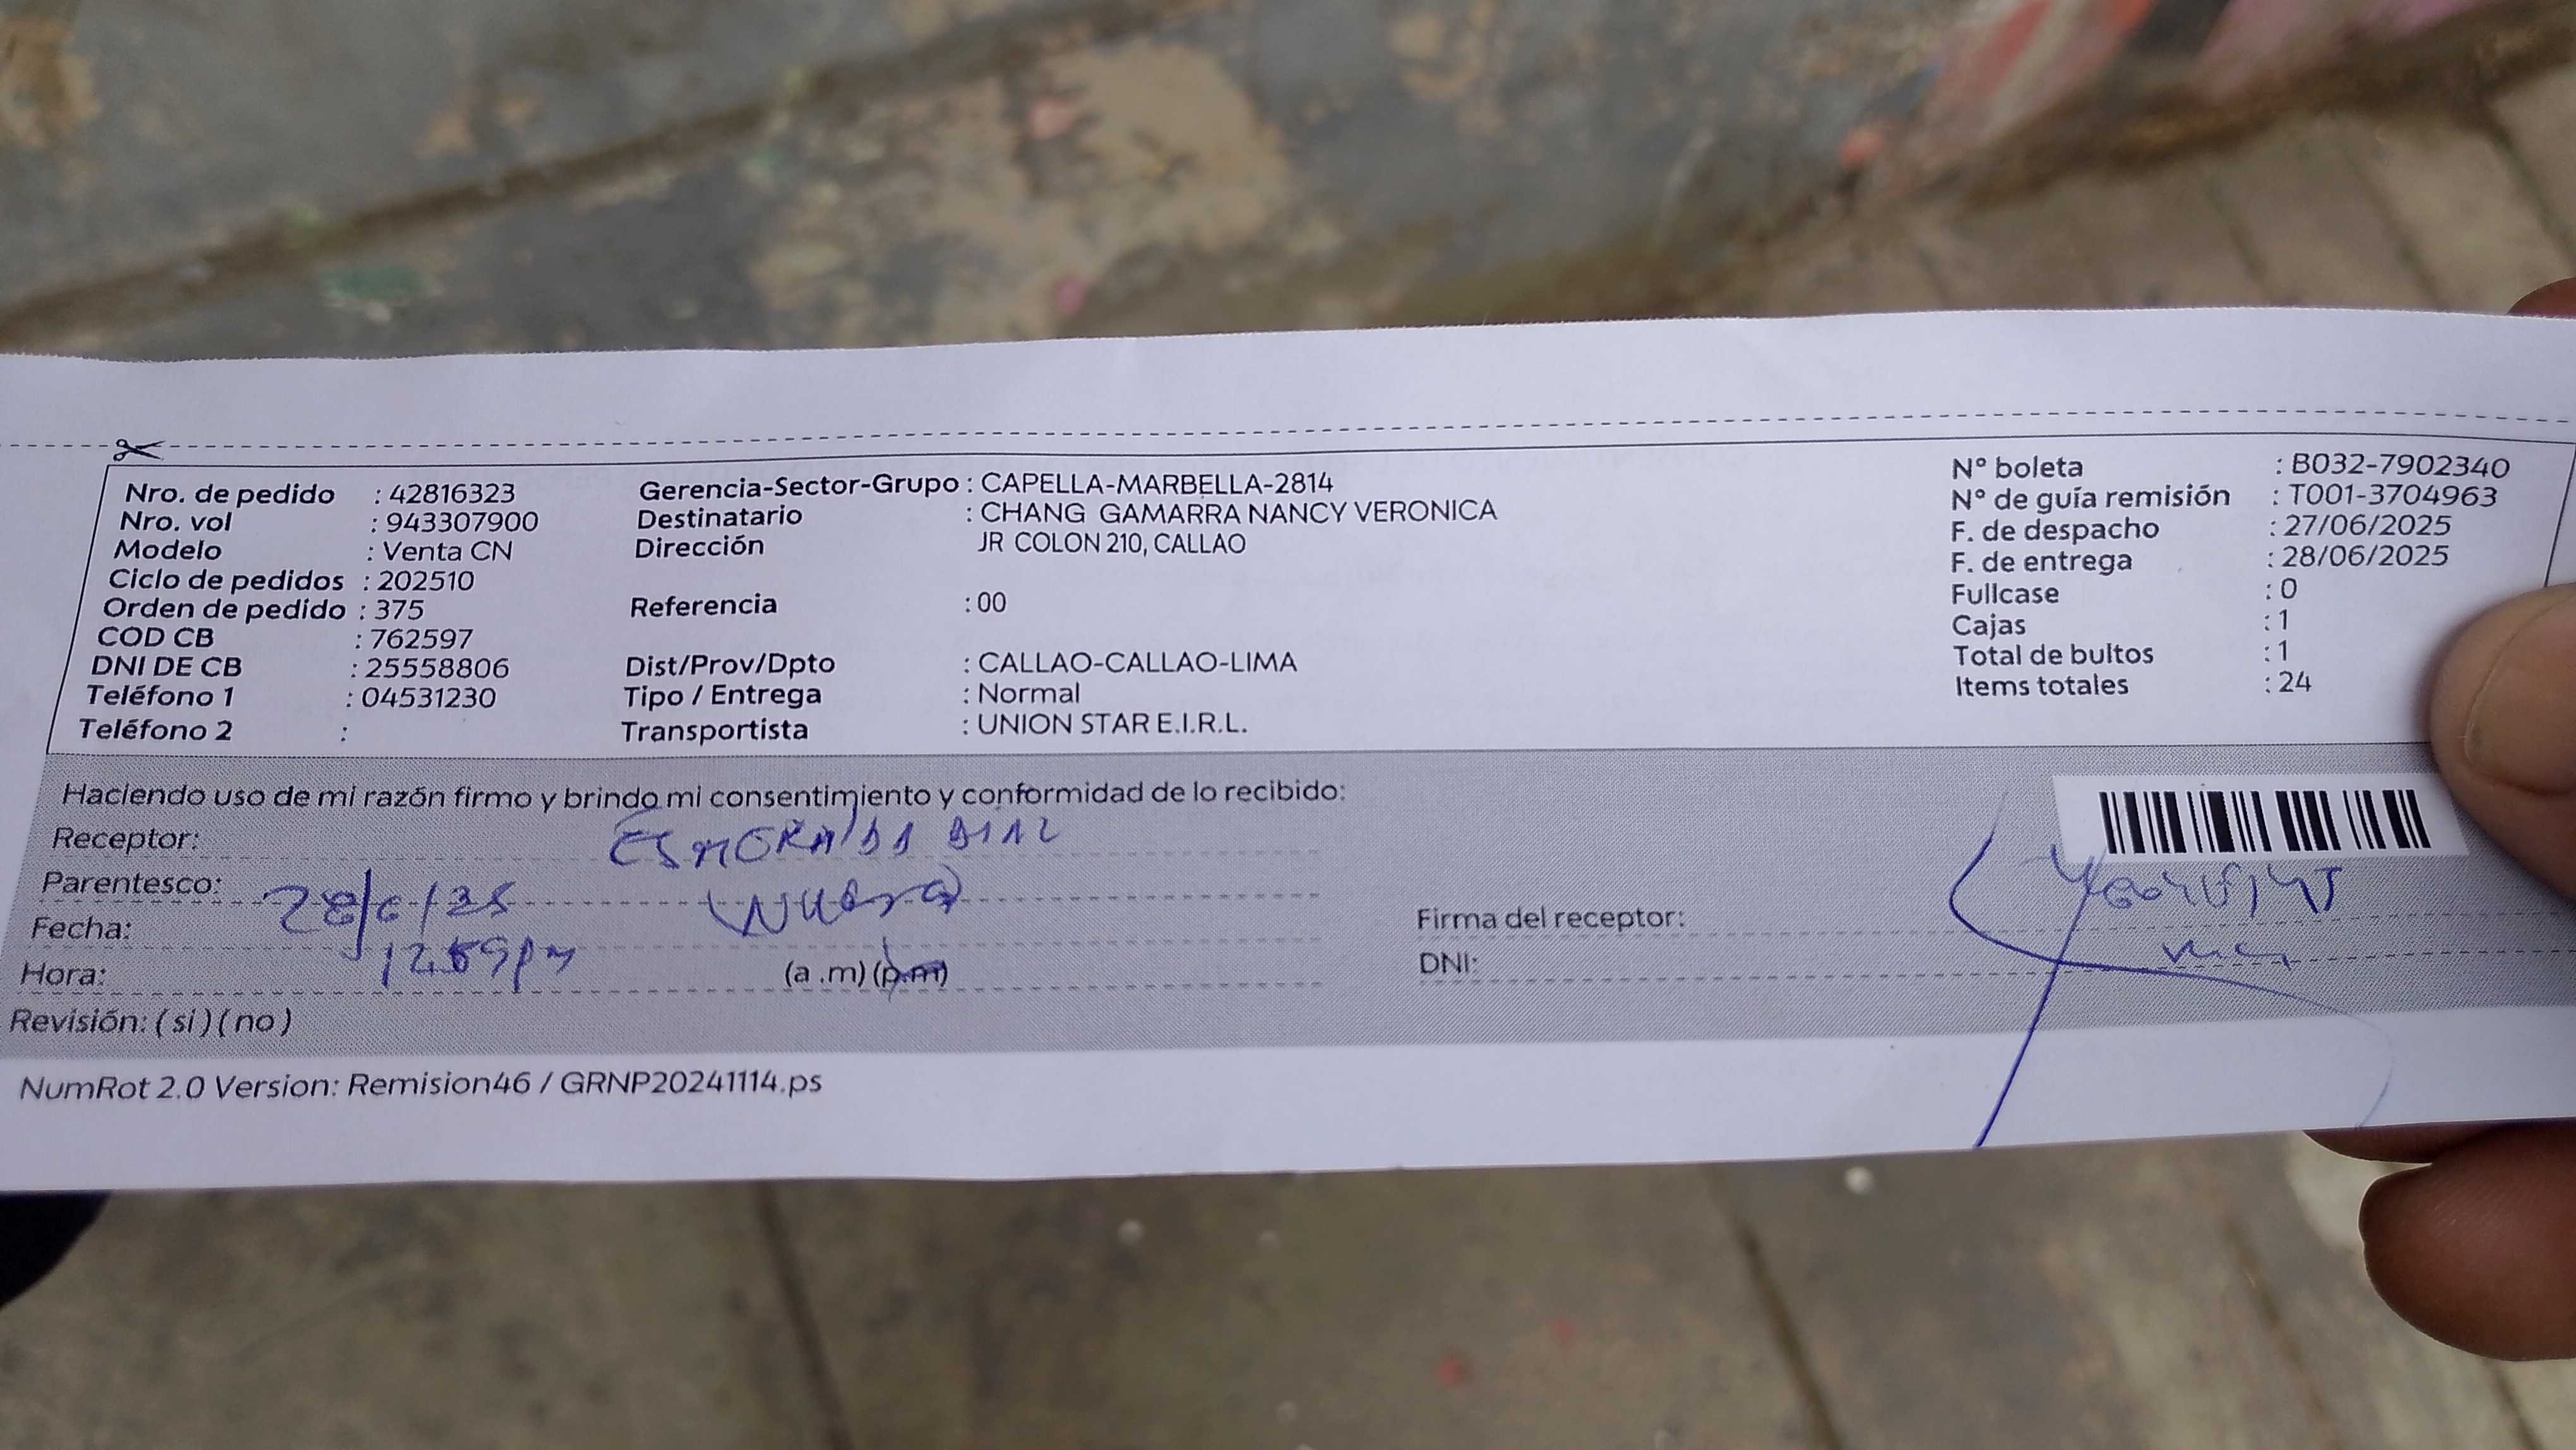 Nro. de pedido : 42816323
Nro. vol : 943307900
Modelo : Venta CN
Ciclo de pedidos : 202510
Orden de pedido : 375
COD CB : 762597
DNI DE CB : 25558806
Teléfono 1 : 04531230
Teléfono 2 :
Gerencia-Sector-Grupo : CAPELLA-MARBELLA-2814
Destinatario : CHANG GAMARRA NANCY VERONICA
Dirección JR COLON 210, CALLAO
Referencia : 00
Dist/Prov/Dpto : CALLAO-CALLAO-LIMA
Tipo / Entrega : Normal
Transportista : UNION STAR E.I.R.L.
N° boleta : B032-7902340
N° de guía remisión : T001-3704963
F. de despacho : 27/06/2025
F. de entrega : 28/06/2025
Fullcase : 0
Cajas : 1
Total de bultos : 1
Items totales : 24
Haciendo uso de mi razón firmo y brindo mi consentimiento y conformidad de lo recibido:
Receptor: ESMERALDA DIAZ
Parentesco: NUERA
Fecha: 28/6/25
Hora: 12:59pm (a .m) (p.m)
Revisión: ( si ) ( no )
Firma del receptor:
DNI:
NumRot 2.0 Version: Remision46 / GRNP20241114.ps